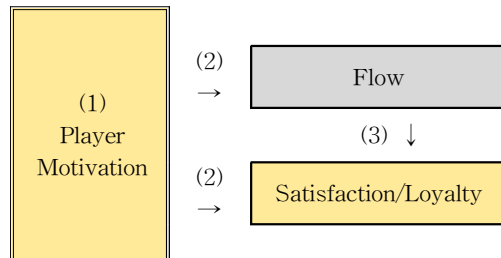 (1)
Player
Motivation
(2)
→
Flow
(3) ↓
(2)
→
Satisfaction/Loyalty